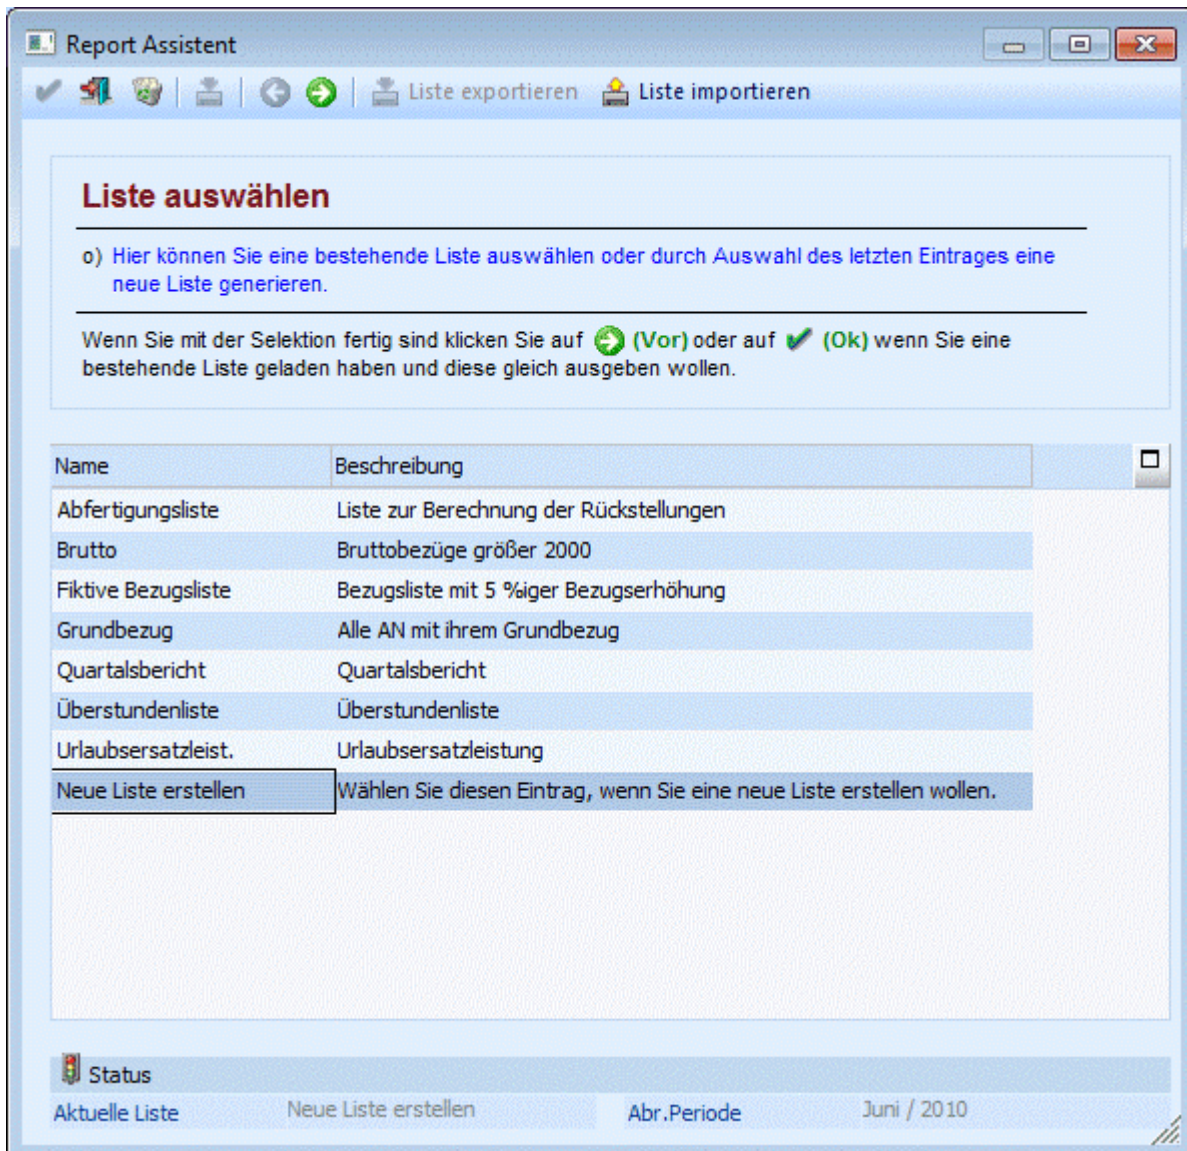 Report Assistent
Liste exportieren Liste importieren
Liste auswählen
o) Hier können Sie eine bestehende Liste auswählen oder durch Auswahl des letzten Eintrages eine
neue Liste generieren.
Wenn Sie mit der Selektion fertig sind klicken Sie auf (Vor) oder auf (Ok) wenn Sie eine
bestehende Liste geladen haben und diese gleich ausgeben wollen.
Name Beschreibung
Abfertigungsliste Liste zur Berechnung der Rückstellungen
Brutto Bruttobezüge größer 2000
Fiktive Bezugsliste Bezugsliste mit 5 %iger Bezugserhöhung
Grundbezug Alle AN mit ihrem Grundbezug
Quartalsbericht Quartalsbericht
Überstundenliste Überstundenliste
Urlaubsersatzleist. Urlaubsersatzleistung
Neue Liste erstellen Wählen Sie diesen Eintrag, wenn Sie eine neue Liste erstellen wollen.
Status
Aktuelle Liste Neue Liste erstellen Abr.Periode Juni / 2010